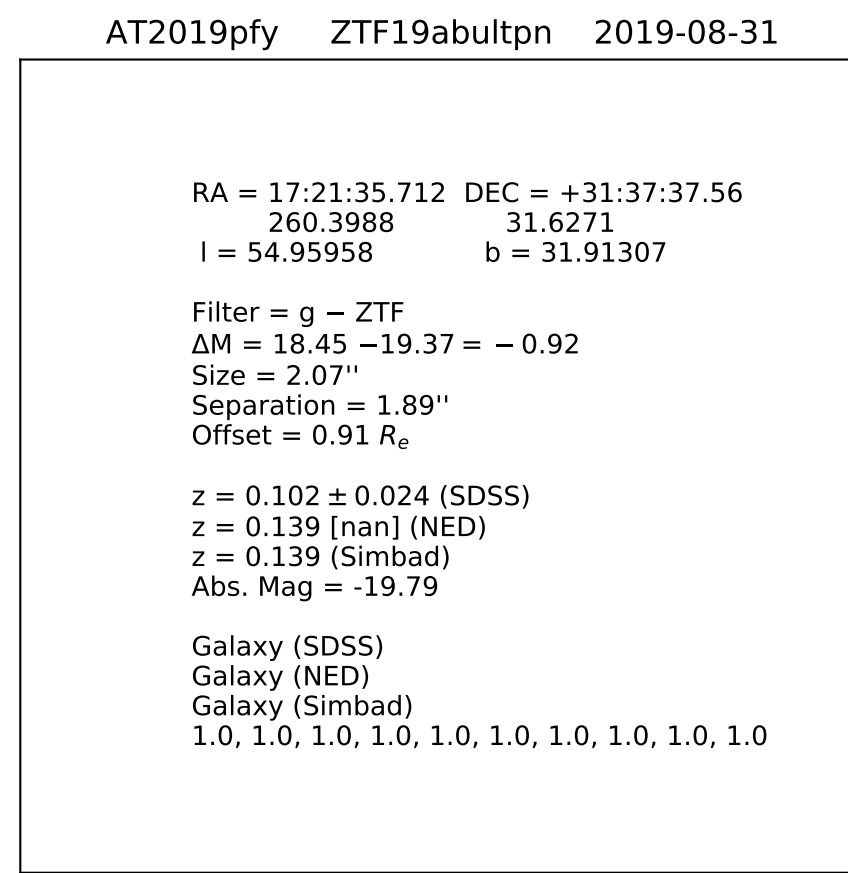 AT2019pfy ZTF19abultpn 2019-08-31
RA = 17:21:35.712 DEC = +31:37:37.56
260.3988 31.6271
l = 54.95958 b = 31.91307
Filter = g − ZTF
ΔM = 18.45 −19.37 = − 0.92
Size = 2.07''
Separation = 1.89''
Offset = 0.91 Rₑ
z = 0.102 ± 0.024 (SDSS)
z = 0.139 [nan] (NED)
z = 0.139 (Simbad)
Abs. Mag = -19.79
Galaxy (SDSS)
Galaxy (NED)
Galaxy (Simbad)
1.0, 1.0, 1.0, 1.0, 1.0, 1.0, 1.0, 1.0, 1.0, 1.0